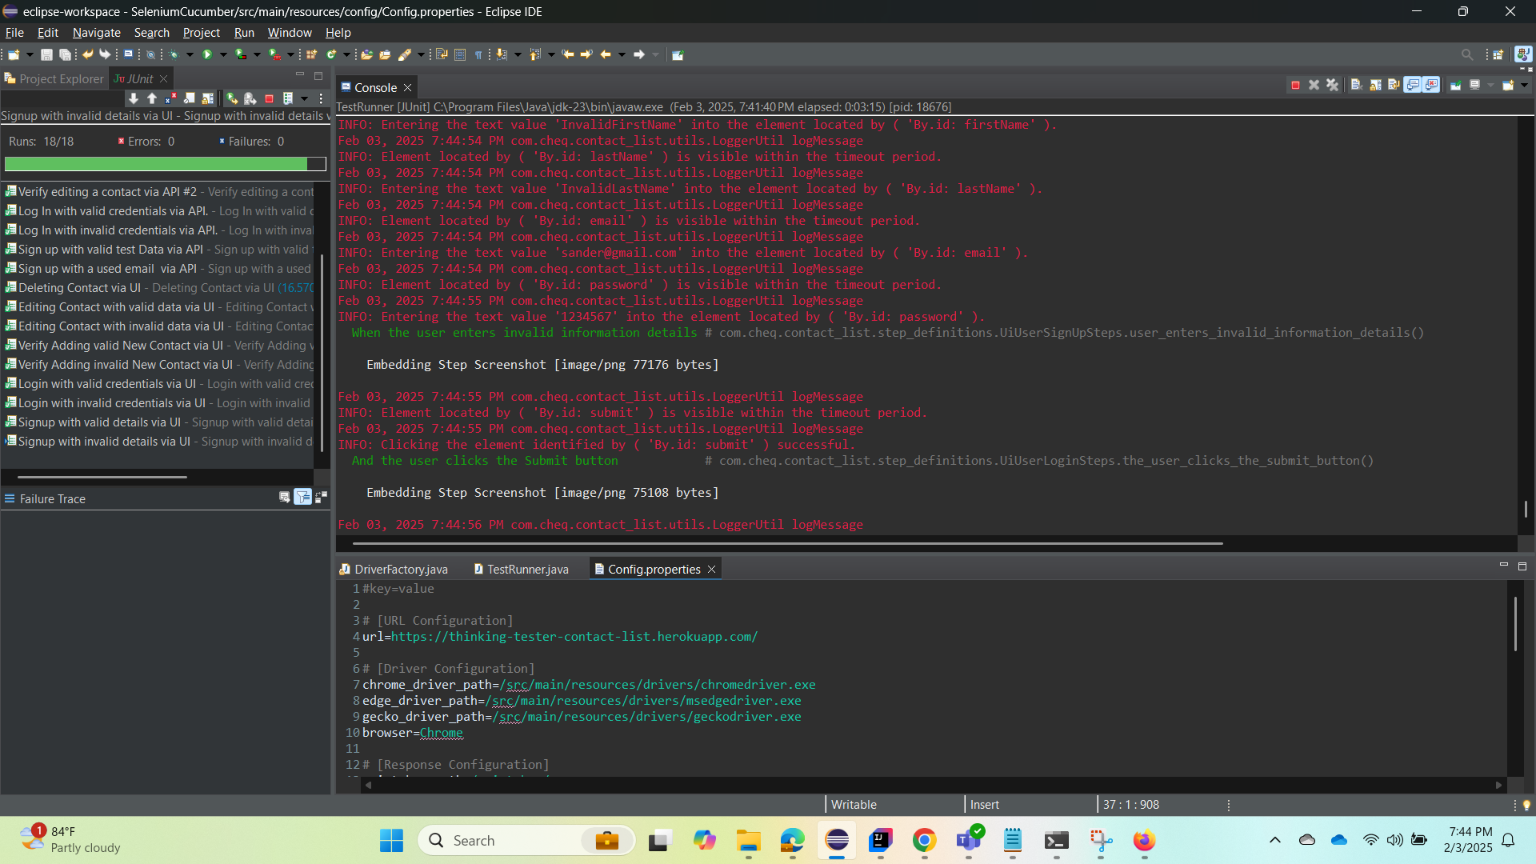 eclipse-workspace - SeleniumCucumber/src/main/resources/config/Config.properties - Eclipse IDE
File Edit Navigate Search Project Run Window Help
Project Explorer
JUnit
Console
TestRunner [JUnit] C:\Program Files\Java\jdk-23\bin\javaw.exe (Feb 3, 2025, 7:41:40 PM elapsed: 0:03:15) [pid: 18676]
Signup with invalid details via UI - Signup with invalid details v
Runs: 18/18 Errors: 0 Failures: 0
Verify editing a contact via API #2 - Verify editing a cont
Log In with valid credentials via API. - Log In with valid c
Log In with invalid credentials via API. - Log In with inva
Sign up with valid test Data via API - Sign up with valid
Sign up with a used email via API - Sign up with a used
Deleting Contact via UI - Deleting Contact via UI (16.570
Editing Contact with valid data via UI - Editing Contact v
Editing Contact with invalid data via UI - Editing Contac
Verify Adding valid New Contact via UI - Verify Adding v
Verify Adding invalid New Contact via UI - Verify Adding
Login with valid credentials via UI - Login with valid cred
Login with invalid credentials via UI - Login with invalid
Signup with valid details via UI - Signup with valid detai
Signup with invalid details via UI - Signup with invalid d
Failure Trace
INFO: Entering the text value 'InvalidFirstName' into the element located by ( 'By.id: firstName' ).
Feb 03, 2025 7:44:54 PM com.cheq.contact_list.utils.LoggerUtil logMessage
INFO: Element located by ( 'By.id: lastName' ) is visible within the timeout period.
Feb 03, 2025 7:44:54 PM com.cheq.contact_list.utils.LoggerUtil logMessage
INFO: Entering the text value 'InvalidLastName' into the element located by ( 'By.id: lastName' ).
Feb 03, 2025 7:44:54 PM com.cheq.contact_list.utils.LoggerUtil logMessage
INFO: Element located by ( 'By.id: email' ) is visible within the timeout period.
Feb 03, 2025 7:44:54 PM com.cheq.contact_list.utils.LoggerUtil logMessage
INFO: Entering the text value 'sander@gmail.com' into the element located by ( 'By.id: email' ).
Feb 03, 2025 7:44:54 PM com.cheq.contact_list.utils.LoggerUtil logMessage
INFO: Element located by ( 'By.id: password' ) is visible within the timeout period.
Feb 03, 2025 7:44:55 PM com.cheq.contact_list.utils.LoggerUtil logMessage
INFO: Entering the text value '1234567' into the element located by ( 'By.id: password' ).
When the user enters invalid information details # com.cheq.contact_list.step_definitions.UiUserSignUpSteps.user_enters_invalid_information_details()
Embedding Step Screenshot [image/png 77176 bytes]
Feb 03, 2025 7:44:55 PM com.cheq.contact_list.utils.LoggerUtil logMessage
INFO: Element located by ( 'By.id: submit' ) is visible within the timeout period.
Feb 03, 2025 7:44:55 PM com.cheq.contact_list.utils.LoggerUtil logMessage
INFO: Clicking the element identified by ( 'By.id: submit' ) successful.
And the user clicks the Submit button # com.cheq.contact_list.step_definitions.UiUserLoginSteps.the_user_clicks_the_submit_button()
Embedding Step Screenshot [image/png 75108 bytes]
Feb 03, 2025 7:44:56 PM com.cheq.contact_list.utils.LoggerUtil logMessage
DriverFactory.java TestRunner.java Config.properties
1 #key=value
2
3 # [URL Configuration]
4 url=https://thinking-tester-contact-list.herokuapp.com/
5
6 # [Driver Configuration]
7 chrome_driver_path=/src/main/resources/drivers/chromedriver.exe
8 edge_driver_path=/src/main/resources/drivers/msedgedriver.exe
9 gecko_driver_path=/src/main/resources/drivers/geckodriver.exe
10 browser=Chrome
11
12 # [Response Configuration]
Writable Insert 37 : 1 : 908
1
84°F
Partly cloudy
Search
7:44 PM
2/3/2025